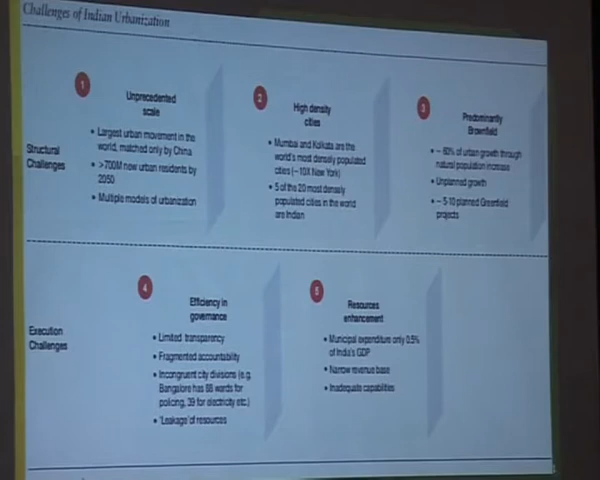 Challenges of Indian Urbanization
1
Unprecedented
scale
• Largest urban movement in the
world, matched only by China
• >700M new urban residents by
2050
• Multiple models of urbanization
2
High density
cities
• Mumbai and Kolkata are the
world's most densely populated
cities (~10X New York)
• 5 of the 20 most densely
populated cities in the world
are Indian
3
Predominantly
Brownfield
• ~ 60% of urban growth through
natural population increase
• Unplanned growth
• ~ 5-10 planned Greenfield
projects
Structural
Challenges
4
Efficiency in
governance
• Limited transparency
• Fragmented accountability
• Incongruent city divisions (e.g.
Bangalore has 88 wards for
policing, 39 for electricity etc.)
• 'Leakage' of resources
5
Resources
enhancement
• Municipal expenditure only 0.5%
of India's GDP
• Narrow revenue base
• Inadequate capabilities
Execution
Challenges